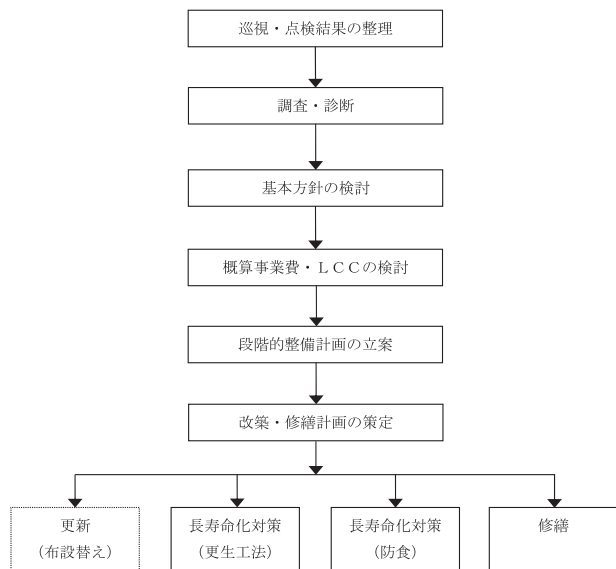 巡視・点検結果の整理
調査・診断
基本方針の検討
概算事業費・ＬＣＣの検討
段階的整備計画の立案
改築・修繕計画の策定
更新
（布設替え）
長寿命化対策
（更生工法）
長寿命化対策
（防食）
修繕